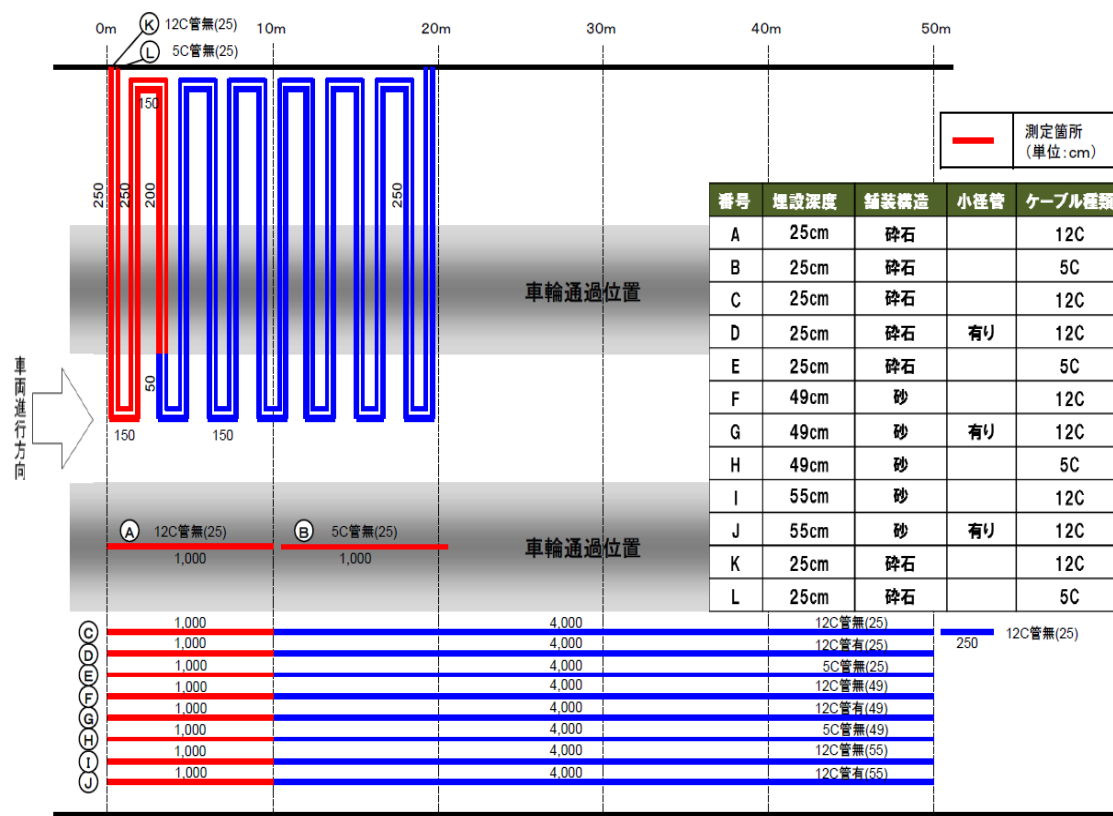 0m 10m 20m 30m 40m 50m
K 12C管無(25)
L 5C管無(25)
150
測定箇所
(単位:cm)
250
250
200
250
番号 埋設深度 舗装構造 小径管 ケーブル種類
A 25cm 砕石 12C
B 25cm 砕石 5C
C 25cm 砕石 12C
D 25cm 砕石 有り 12C
E 25cm 砕石 5C
F 49cm 砂 12C
G 49cm 砂 有り 12C
H 49cm 砂 5C
I 55cm 砂 12C
J 55cm 砂 有り 12C
K 25cm 砕石 12C
L 25cm 砕石 5C
車輪通過位置
車両進行方向
50
150 150
A 12C管無(25) B 5C管無(25)
1,000 1,000
車輪通過位置
C 1,000 4,000 12C管無(25)
250 12C管無(25)
D 1,000 4,000 12C管有(25)
E 1,000 4,000 5C管無(25)
F 1,000 4,000 12C管無(49)
G 1,000 4,000 12C管有(49)
H 1,000 4,000 5C管無(49)
I 1,000 4,000 12C管無(55)
J 1,000 4,000 12C管有(55)